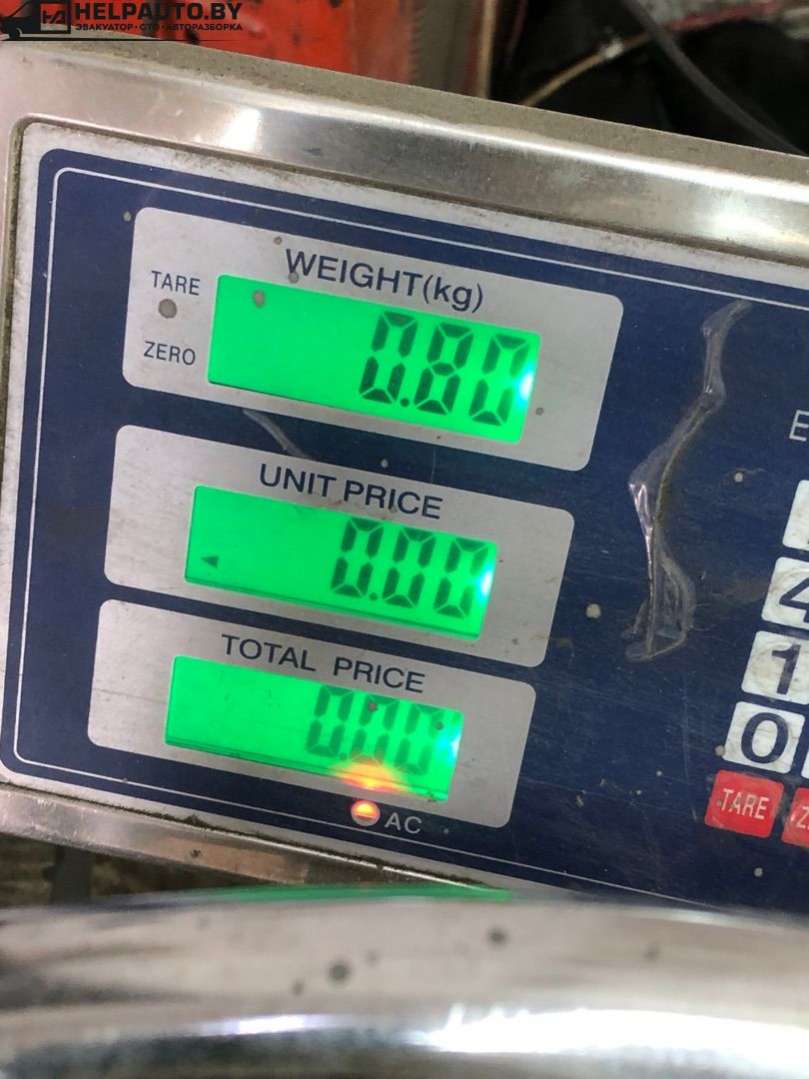 HELPAUTO.BY
ЭВАКУАТОР • СТО • АВТОРАЗБОРКА
WEIGHT(kg)
TARE
ZERO
0.80
UNIT PRICE
0.00
TOTAL PRICE
0.00
AC
E
4
1
0
TARE
Z